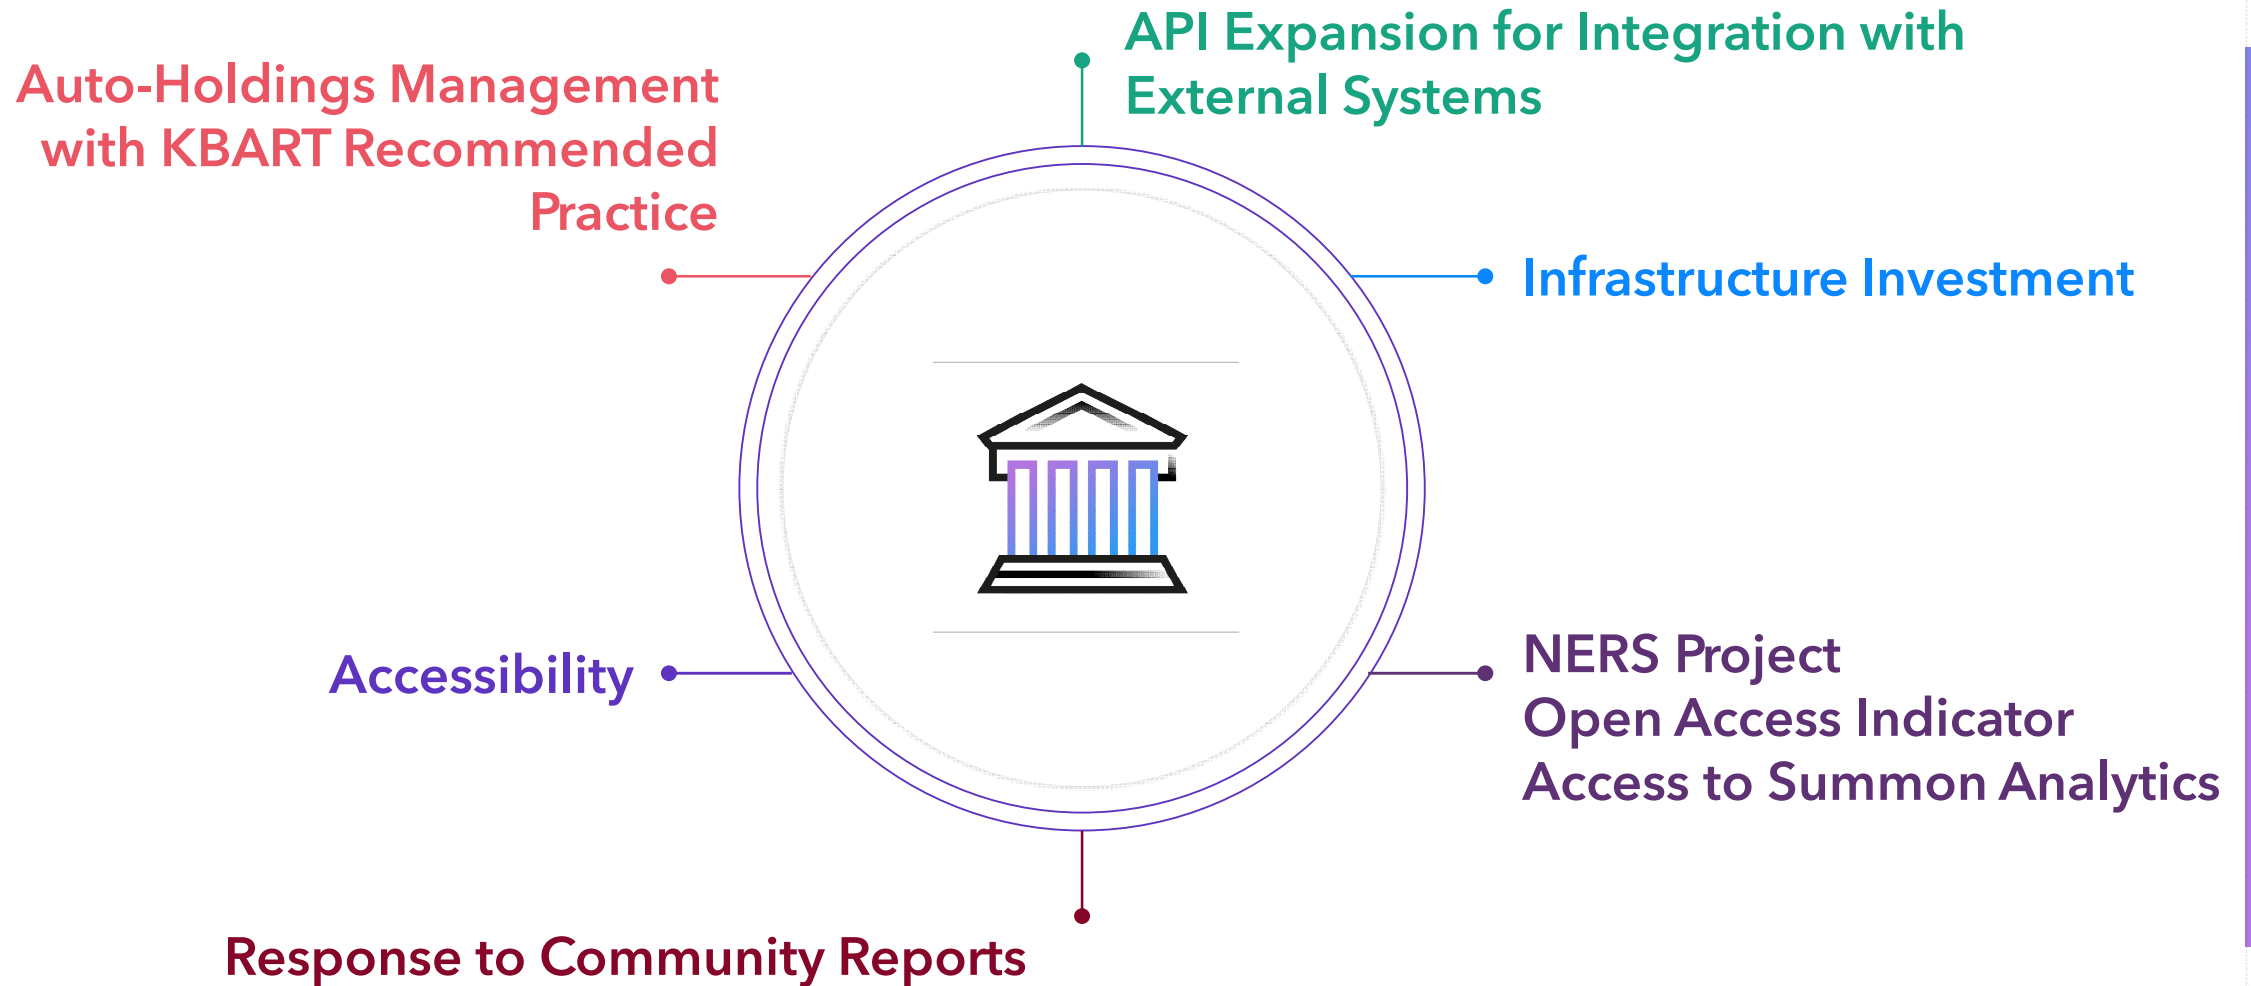 API Expansion for Integration with
External Systems
Auto-Holdings Management
with KBART Recommended
Practice
Infrastructure Investment
Accessibility
NERS Project
Open Access Indicator
Access to Summon Analytics
Response to Community Reports